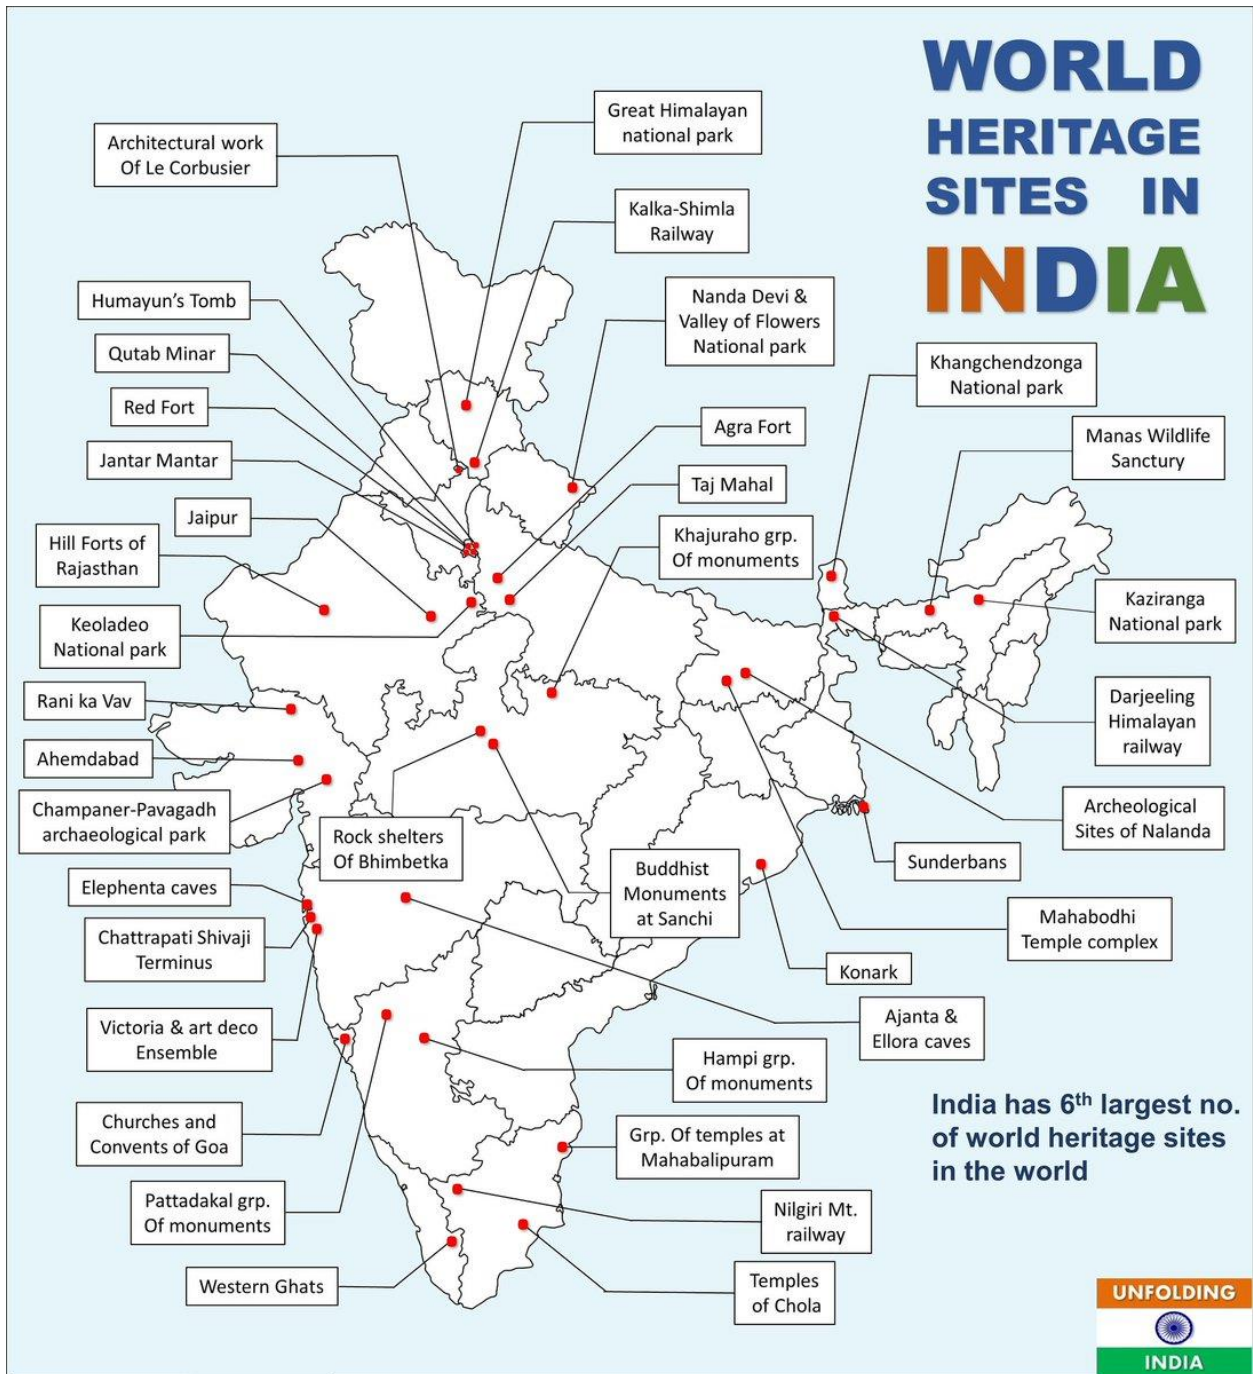 WORLD
HERITAGE
SITES IN
INDIA
Great Himalayan
national park
Architectural work
Of Le Corbusier
Kalka-Shimla
Railway
Humayun's Tomb
Nanda Devi &
Valley of Flowers
National park
Qutab Minar
Khangchendzonga
National park
Red Fort
Agra Fort
Manas Wildlife
Sanctury
Jantar Mantar
Taj Mahal
Jaipur
Khajuraho grp.
Of monuments
Hill Forts of
Rajasthan
Kaziranga
National park
Keoladeo
National park
Rani ka Vav
Darjeeling
Himalayan
railway
Ahemdabad
Champaner-Pavagadh
archaeological park
Archeological
Sites of Nalanda
Rock shelters
Of Bhimbetka
Sunderbans
Elephenta caves
Buddhist
Monuments
at Sanchi
Mahabodhi
Temple complex
Chattrapati Shivaji
Terminus
Konark
Victoria & art deco
Ensemble
Ajanta &
Ellora caves
Hampi grp.
Of monuments
Churches and
Convents of Goa
India has 6th largest no.
of world heritage sites
in the world
Grp. Of temples at
Mahabalipuram
Pattadakal grp.
Of monuments
Nilgiri Mt.
railway
Western Ghats
Temples
of Chola
UNFOLDING
INDIA